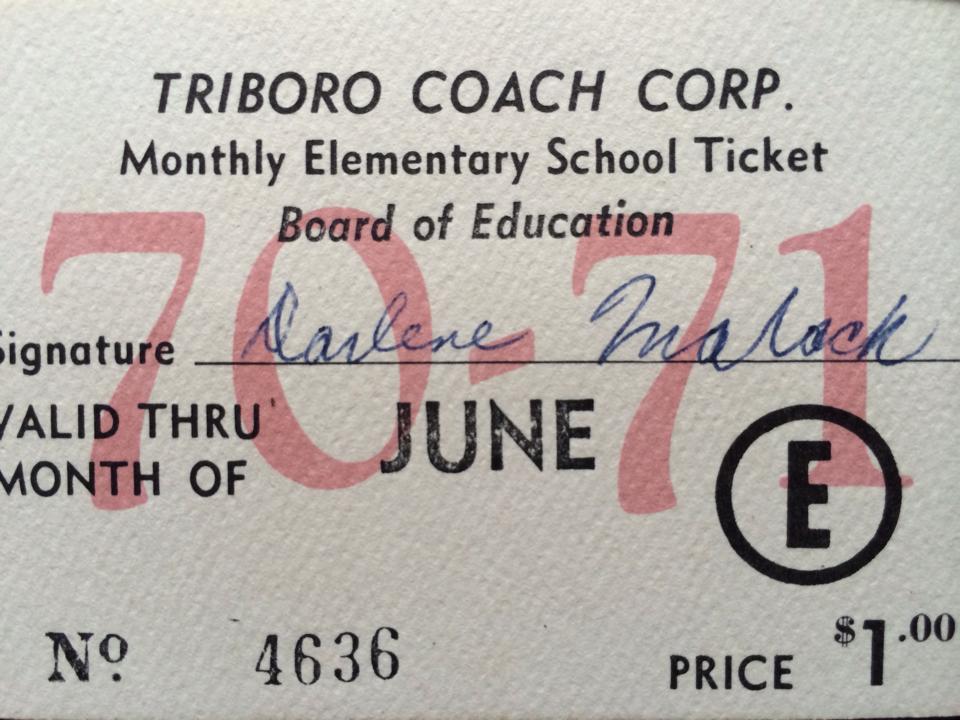 TRIBORO COACH CORP.
Monthly Elementary School Ticket
Board of Education
70-71
Signature Darlene Malock
VALID THRU'
MONTH OF JUNE
E
No. 4636
PRICE $1.00